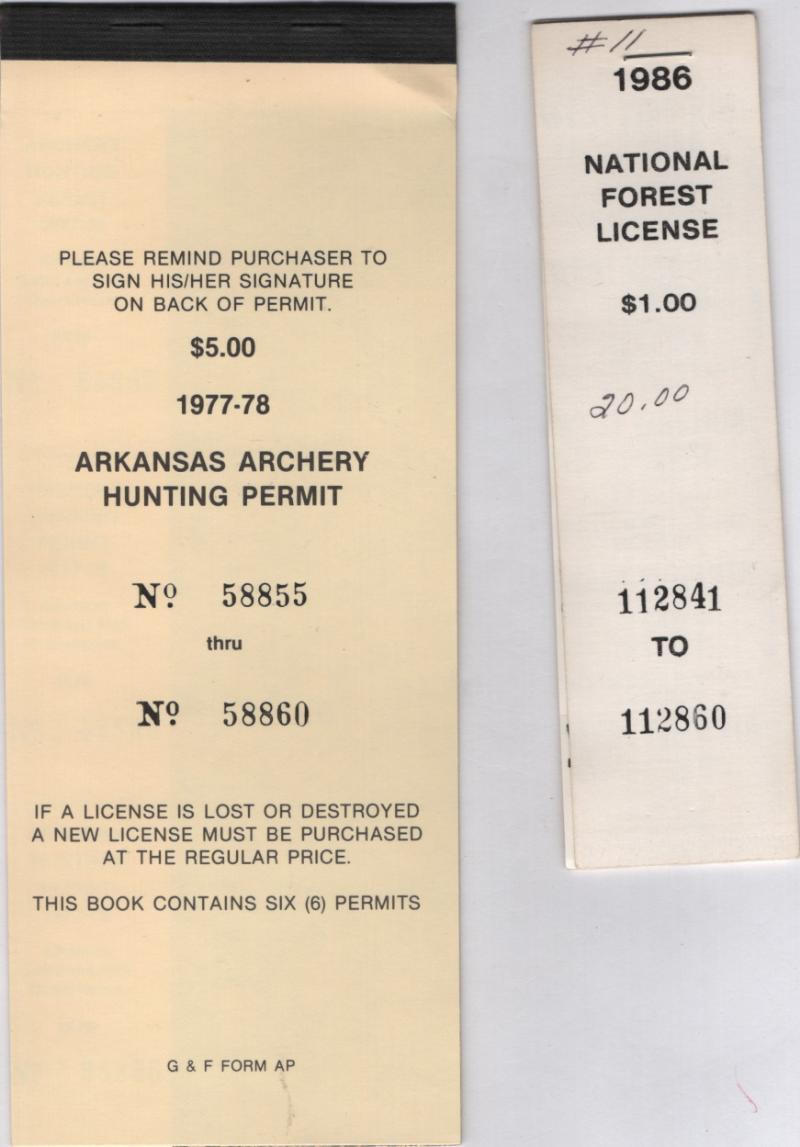 PLEASE REMIND PURCHASER TO
SIGN HIS/HER SIGNATURE
ON BACK OF PERMIT.
$5.00
1977-78
ARKANSAS ARCHERY
HUNTING PERMIT
Nº 58855
thru
Nº 58860
IF A LICENSE IS LOST OR DESTROYED
A NEW LICENSE MUST BE PURCHASED
AT THE REGULAR PRICE.
THIS BOOK CONTAINS SIX (6) PERMITS
G & F FORM AP
#11
1986
NATIONAL
FOREST
LICENSE
$1.00
20.00
112841
TO
112860